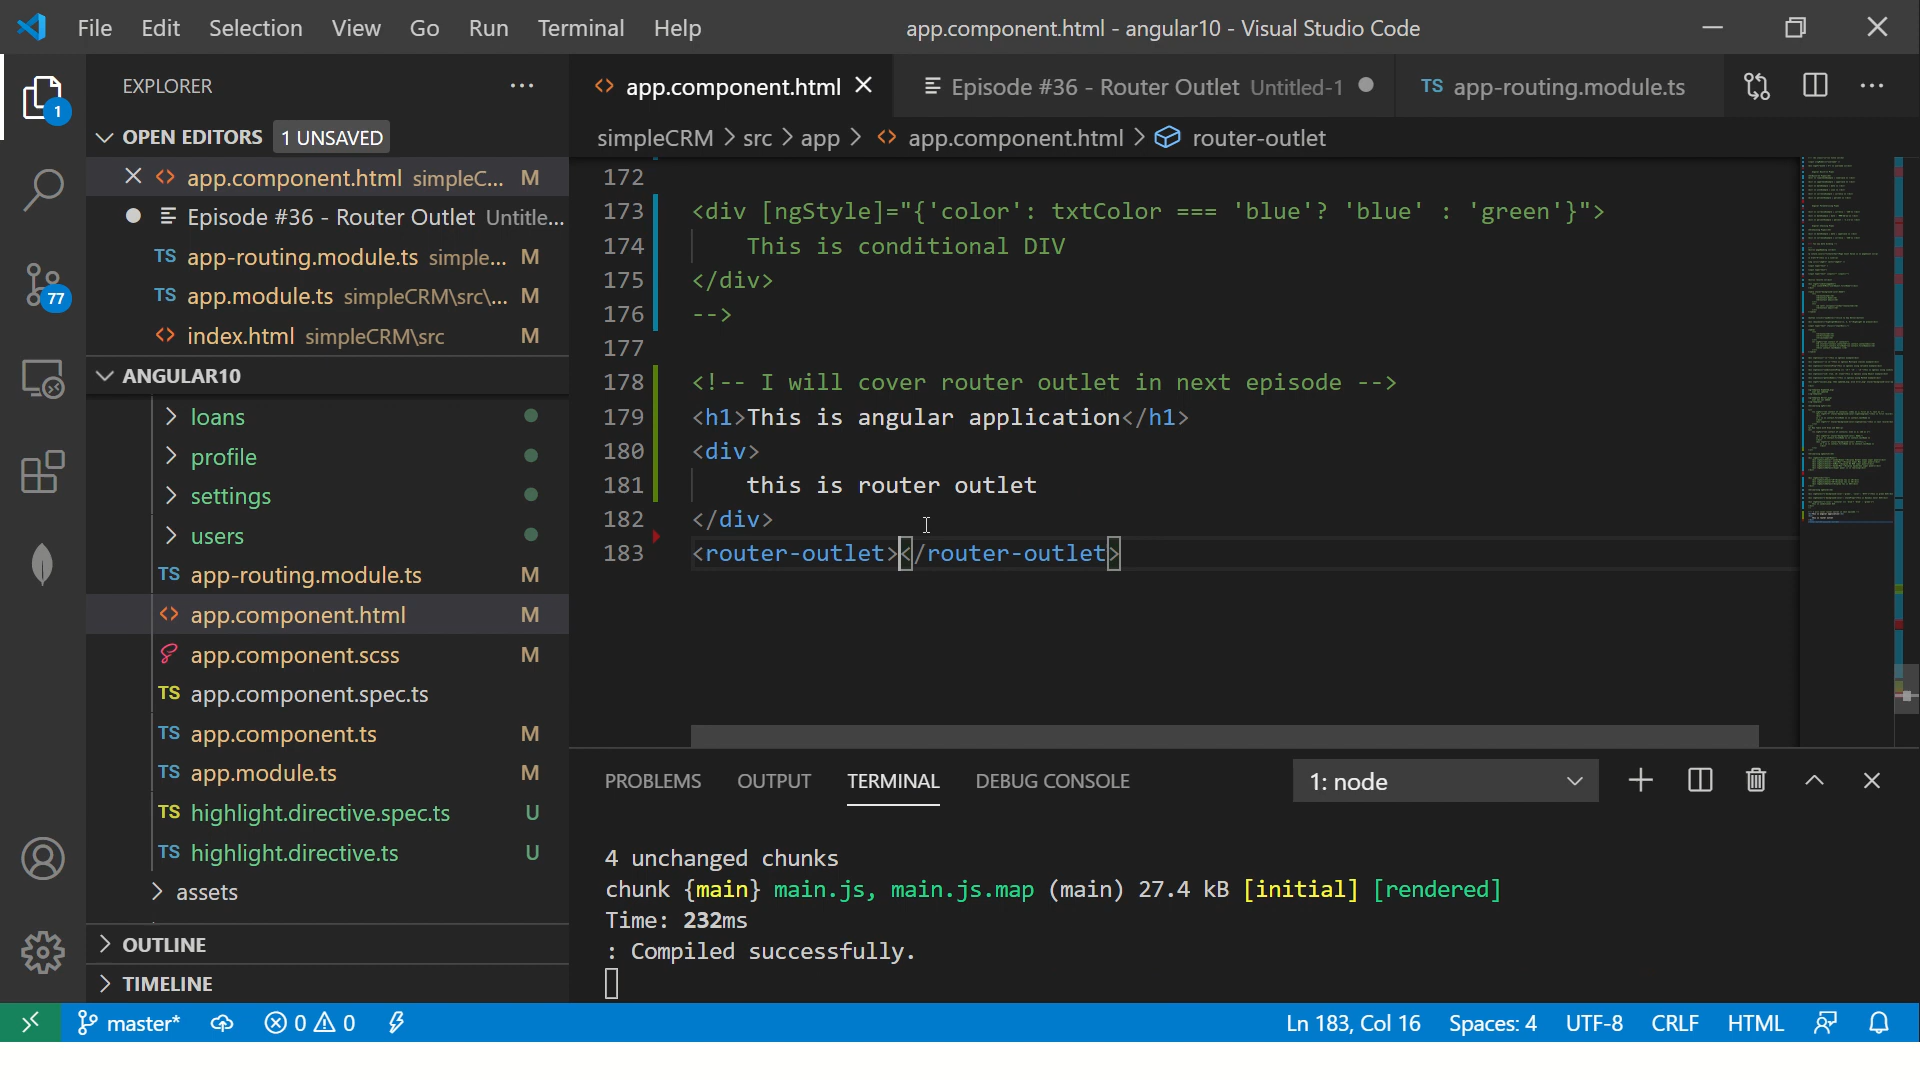 File Edit Selection View Go Run Terminal Help app.component.html - angular10 - Visual Studio Code
EXPLORER
1
OPEN EDITORS 1 UNSAVED
app.component.html simpleC... M
Episode #36 - Router Outlet Untitle...
TS app-routing.module.ts simple... M
TS app.module.ts simpleCRM\src\... M
index.html simpleCRM\src M
77
ANGULAR10
loans
profile
settings
users
TS app-routing.module.ts M
app.component.html M
app.component.scss M
TS app.component.spec.ts
TS app.component.ts M
TS app.module.ts M
TS highlight.directive.spec.ts U
TS highlight.directive.ts U
assets
OUTLINE
TIMELINE
app.component.html Episode #36 - Router Outlet Untitled-1 TS app-routing.module.ts
simpleCRM > src > app > app.component.html > router-outlet
172
173 <div [ngStyle]="{'color': txtColor === 'blue'? 'blue' : 'green'}">
174 This is conditional DIV
175 </div>
176 -->
177
178 <!-- I will cover router outlet in next episode -->
179 <h1>This is angular application</h1>
180 <div>
181 this is router outlet
182 </div>
183 <router-outlet></router-outlet>
PROBLEMS OUTPUT TERMINAL DEBUG CONSOLE 1: node
4 unchanged chunks
chunk {main} main.js, main.js.map (main) 27.4 kB [initial] [rendered]
Time: 232ms
: Compiled successfully.
master* 0 0 Ln 183, Col 16 Spaces: 4 UTF-8 CRLF HTML